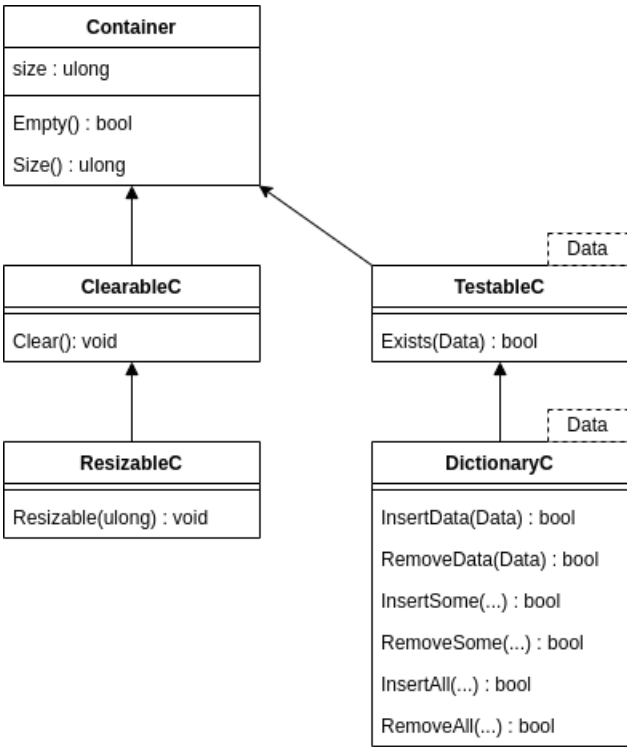 Container
size : ulong
Empty() : bool
Size() : ulong
ClearableC
Clear(): void
ResizableC
Resizable(ulong) : void
Data
TestableC
Exists(Data) : bool
Data
DictionaryC
InsertData(Data) : bool
RemoveData(Data) : bool
InsertSome(...) : bool
RemoveSome(...) : bool
InsertAll(...) : bool
RemoveAll(...) : bool